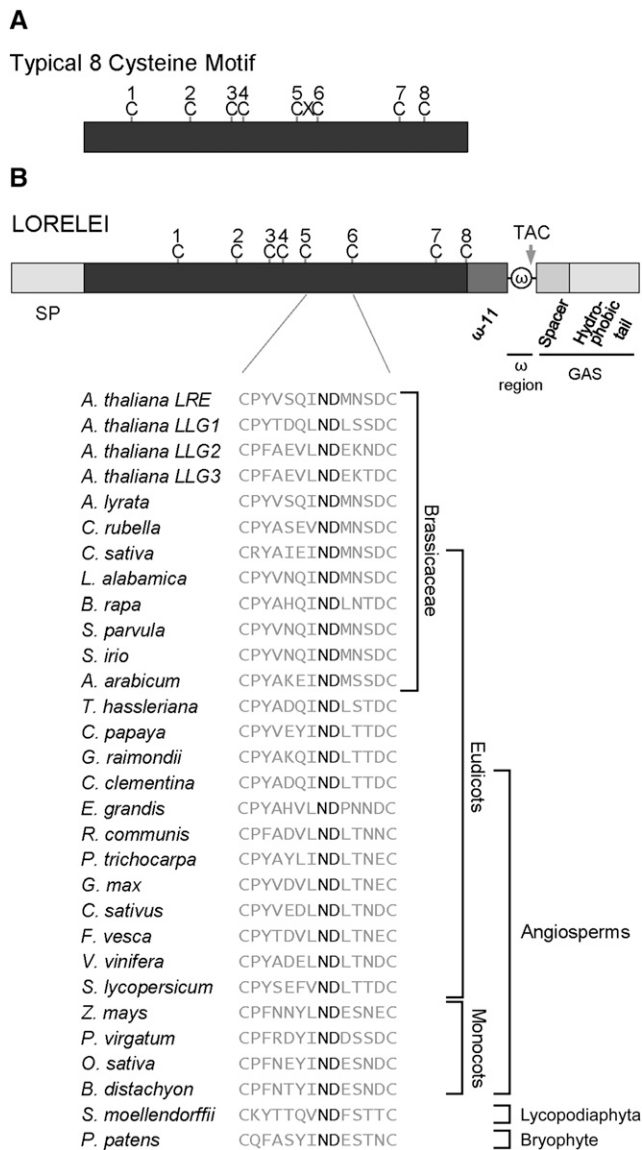 A
Typical 8 Cysteine Motif
1 2 34 5 6 7 8
C C CC CXC C C
B
LORELEI
TAC
1 2 3 4 5 6 7 8
C C C C C C C C
ω
SP
ω-11
Spacer
Hydro-
phobic
tail
ω
region
GAS
A. thaliana LRE CPYVSQINDMNSDC
A. thaliana LLG1 CPYTDQLNDLSSDC
A. thaliana LLG2 CPFAEVLNDEKNDC
A. thaliana LLG3 CPFAEVLNDEKTDC
A. lyrata CPYVSQINDMNSDC
C. rubella CPYASEVNDMNSDC
C. sativa CRYAIEINDMNSDC
L. alabamica CPYVNQINDMNSDC
B. rapa CPYAHQINDLNTDC
S. parvula CPYVNQINDMNSDC
S. irio CPYVNQINDMNSDC
A. arabicum CPYAKEINDMSSDC
T. hassleriana CPYADQINDLSTDC
C. papaya CPYVEYINDLTTDC
G. raimondii CPYAKQINDLTTDC
C. clementina CPYADQINDLTTDC
E. grandis CPYAHVLNDPNNDC
R. communis CPFADVLNDLTNNC
P. trichocarpa CPYAYLINDLTNEC
G. max CPYVDVLNDLTNEC
C. sativus CPYVEDLNDLTNDC
F. vesca CPYTDVLNDLTNEC
V. vinifera CPYADELNDLTNDC
S. lycopersicum CPYSEFVNDLTTDC
Z. mays CPFNNYLNDESNEC
P. virgatum CPFRDYINDDSSDC
O. sativa CPFNEYINDESNDC
B. distachyon CPFNTYINDESNDC
S. moellendorffii CKYTTQVNDFSTTC
P. patens CQFASYINDESTNC
Brassicaceae
Eudicots
Monocots
Angiosperms
Lycopodiaphyta
Bryophyte